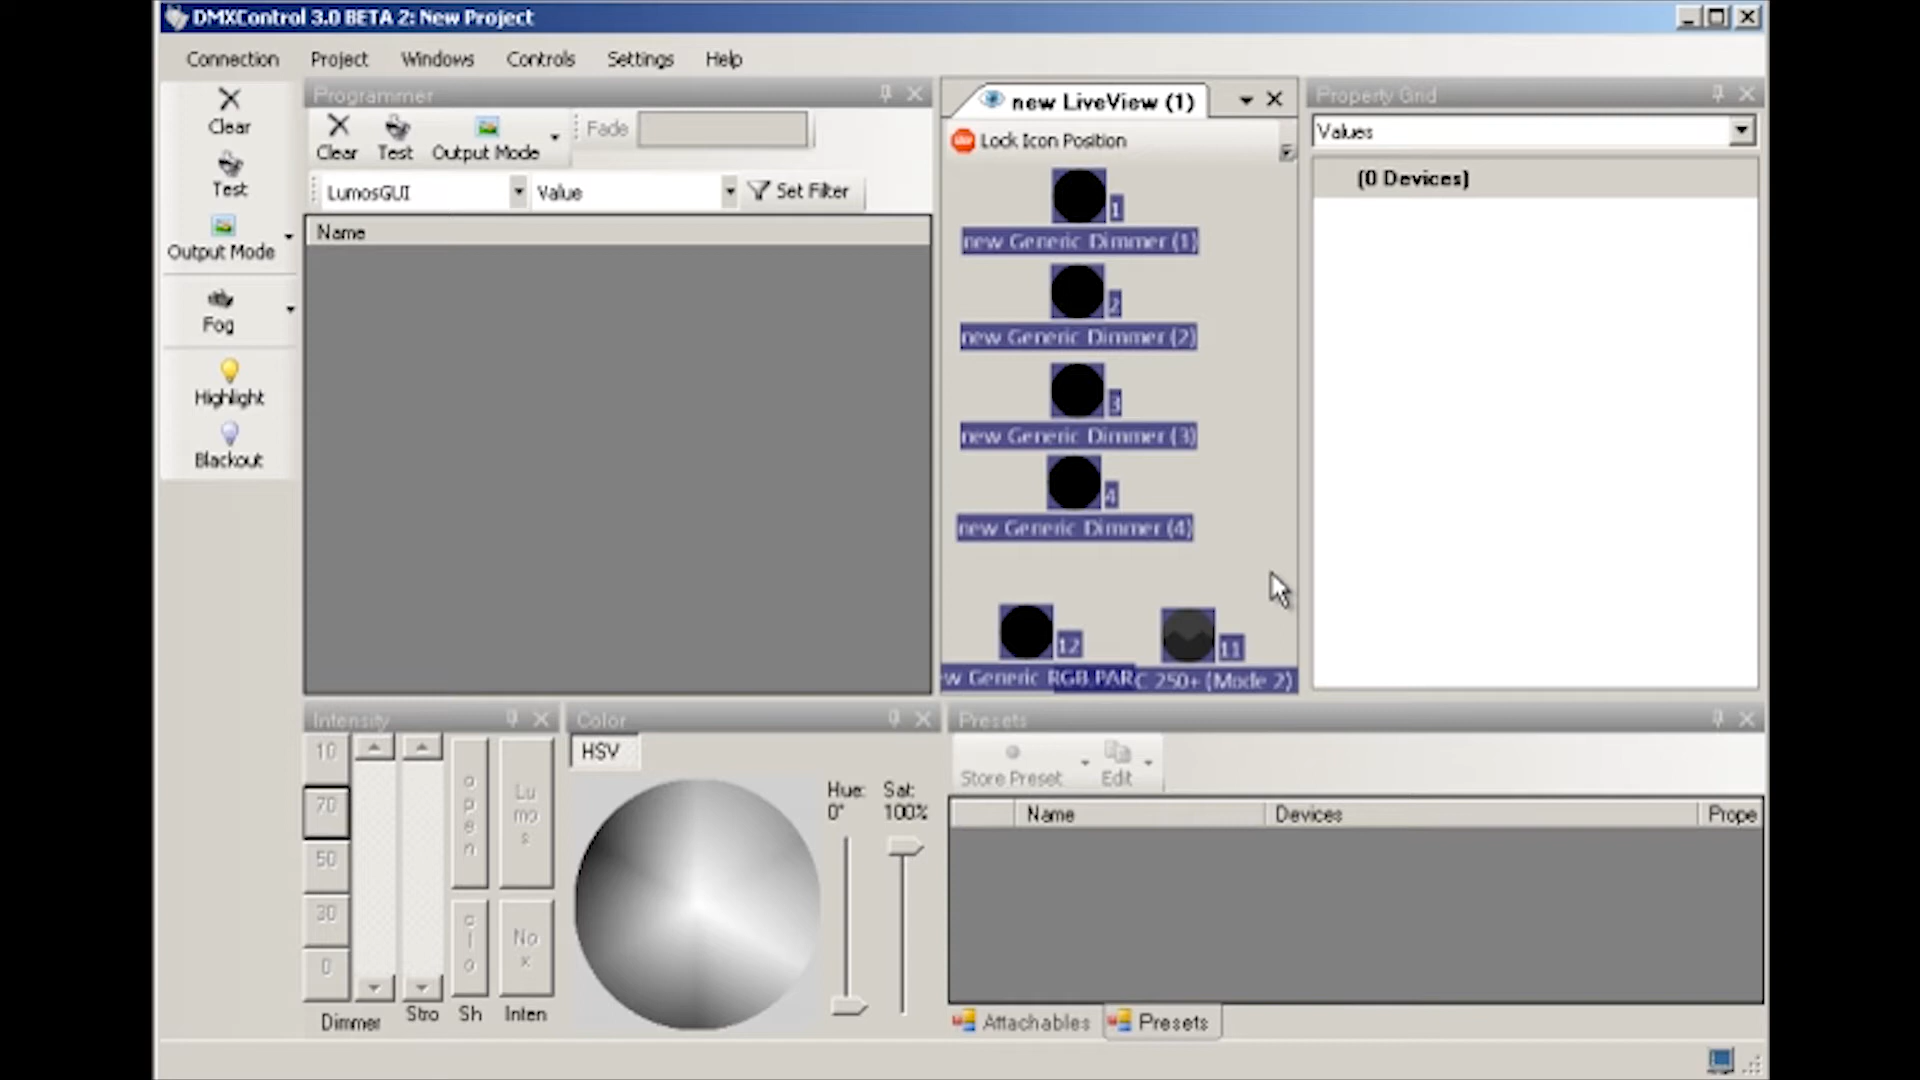 DMXControl 3.0 BETA 2: New Project
Connection Project Windows Controls Settings Help
Clear
Test
Output Mode
Fog
Highlight
Blackout
Programmer
Clear Test Output Mode Fade
LumosGUI Value Set Filter
Name
new LiveView (1)
Lock Icon Position
1
new Generic Dimmer (1)
2
new Generic Dimmer (2)
3
new Generic Dimmer (3)
4
new Generic Dimmer (4)
12
w Generic RGB PAR
11
C 250+ (Mode 2)
Property Grid
Values
(0 Devices)
Intensity
10
70
50
30
0
Dimmer
Stro
open
clo
Sh
Lumos
Nox
Inten
Color
HSV
Hue: Sat:
0° 100%
Presets
Store Preset Edit
Name Devices Prope
Attachables Presets